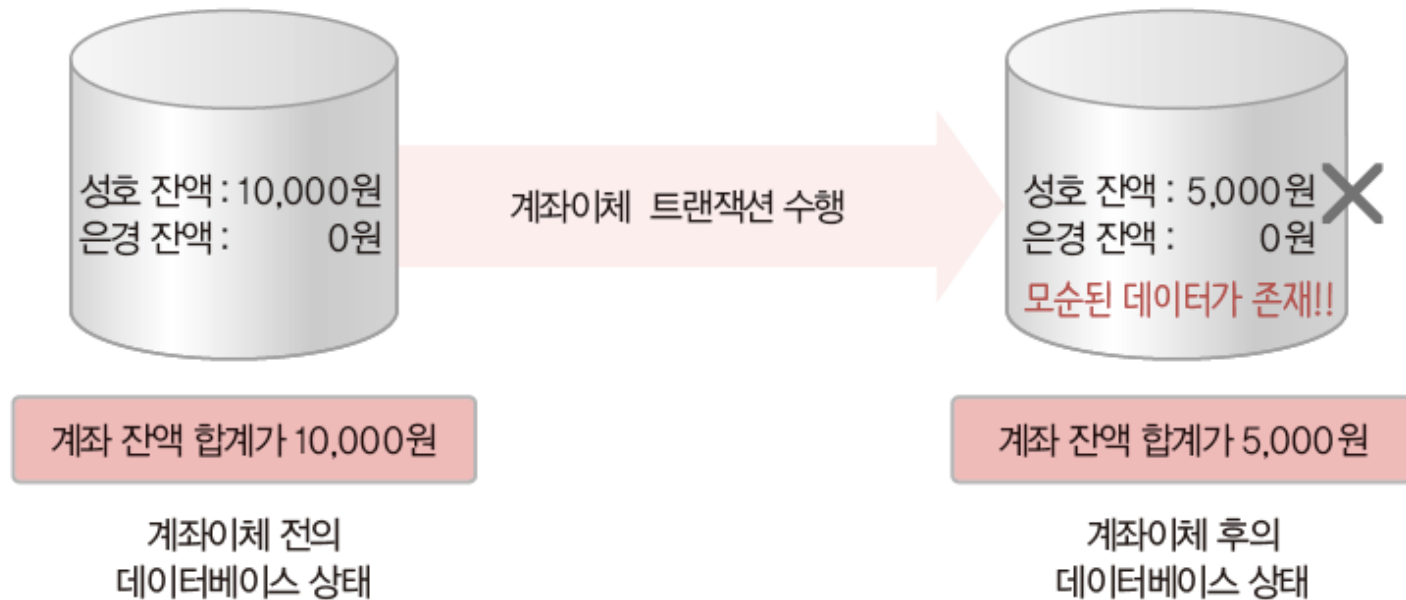 성호 잔액 : 10,000원
은경 잔액 : 0원
계좌이체 트랜잭션 수행
성호 잔액 : 5,000원
은경 잔액 : 0원
모순된 데이터가 존재!!
계좌 잔액 합계가 10,000원
계좌 잔액 합계가 5,000원
계좌이체 전의
데이터베이스 상태
계좌이체 후의
데이터베이스 상태